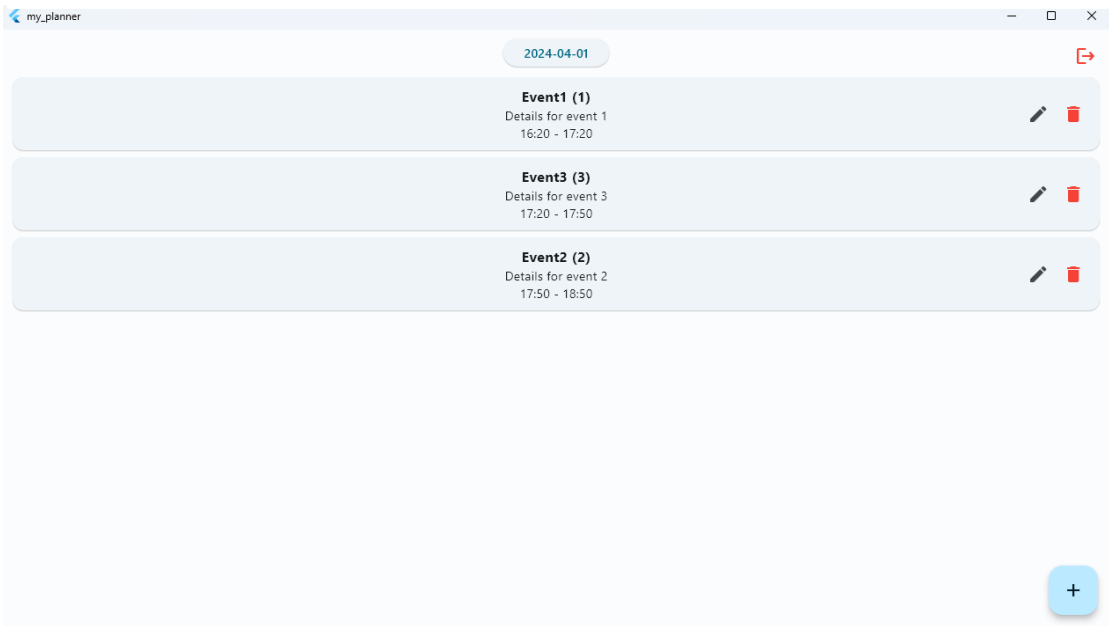 my_planner
2024-04-01
Event1 (1)
Details for event 1
16:20 - 17:20
Event3 (3)
Details for event 3
17:20 - 17:50
Event2 (2)
Details for event 2
17:50 - 18:50
+